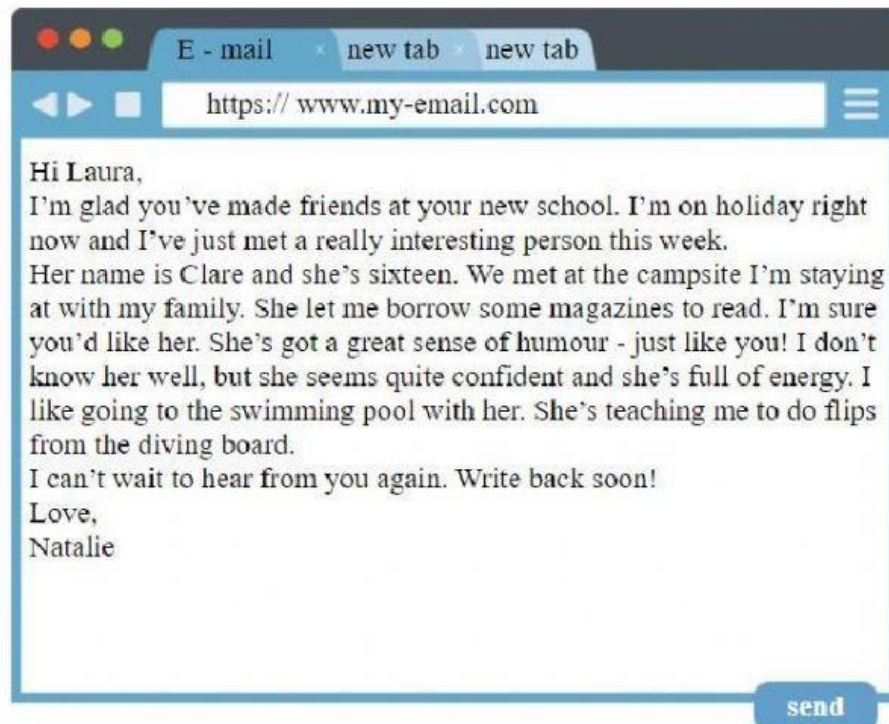 E - mail × new tab × new tab
https:// www.my-email.com
Hi Laura,
I'm glad you've made friends at your new school. I'm on holiday right
now and I've just met a really interesting person this week.
Her name is Clare and she's sixteen. We met at the campsite I'm staying
at with my family. She let me borrow some magazines to read. I'm sure
you'd like her. She's got a great sense of humour - just like you! I don't
know her well, but she seems quite confident and she's full of energy. I
like going to the swimming pool with her. She's teaching me to do flips
from the diving board.
I can't wait to hear from you again. Write back soon!
Love,
Natalie
send